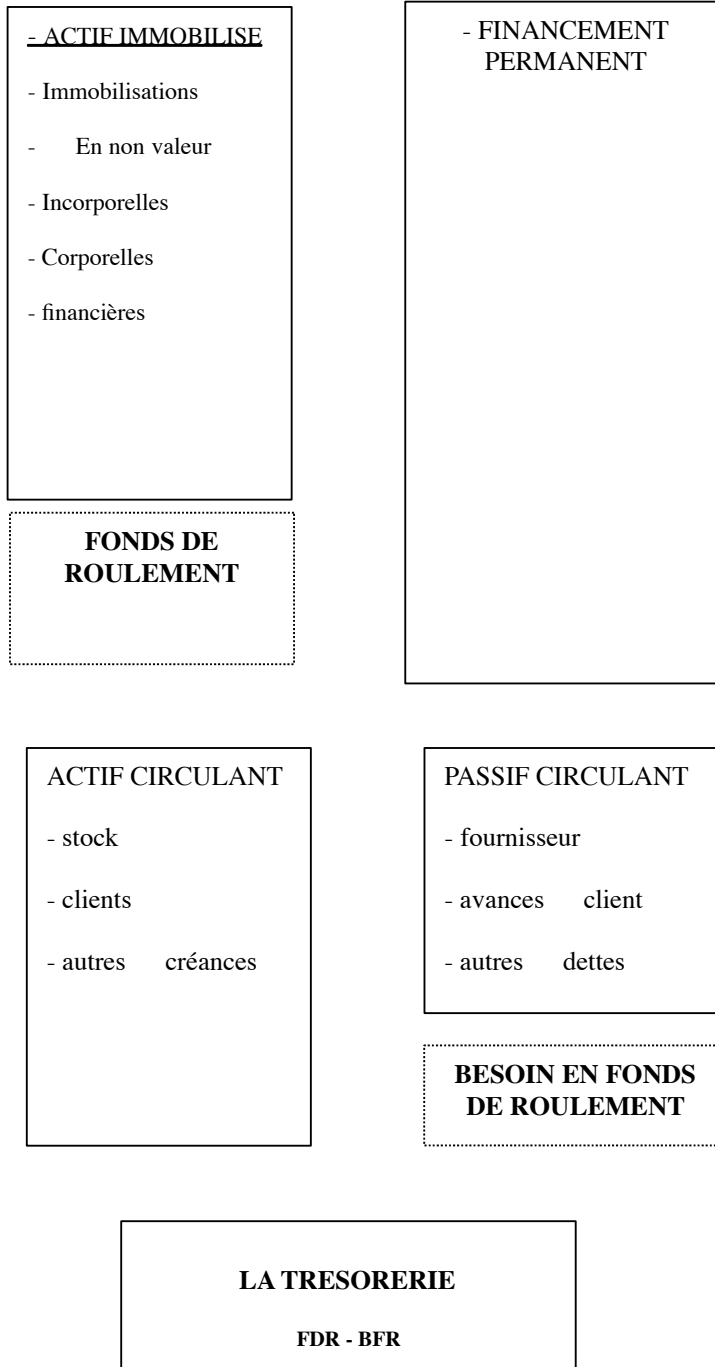 - ACTIF IMMOBILISE
- Immobilisations
- En non valeur
- Incorporelles
- Corporelles
- financières
- FINANCEMENT
PERMANENT
FONDS DE
ROULEMENT
ACTIF CIRCULANT
- stock
- clients
- autres créances
PASSIF CIRCULANT
- fournisseur
- avances client
- autres dettes
BESOIN EN FONDS
DE ROULEMENT
LA TRESORERIE
FDR - BFR